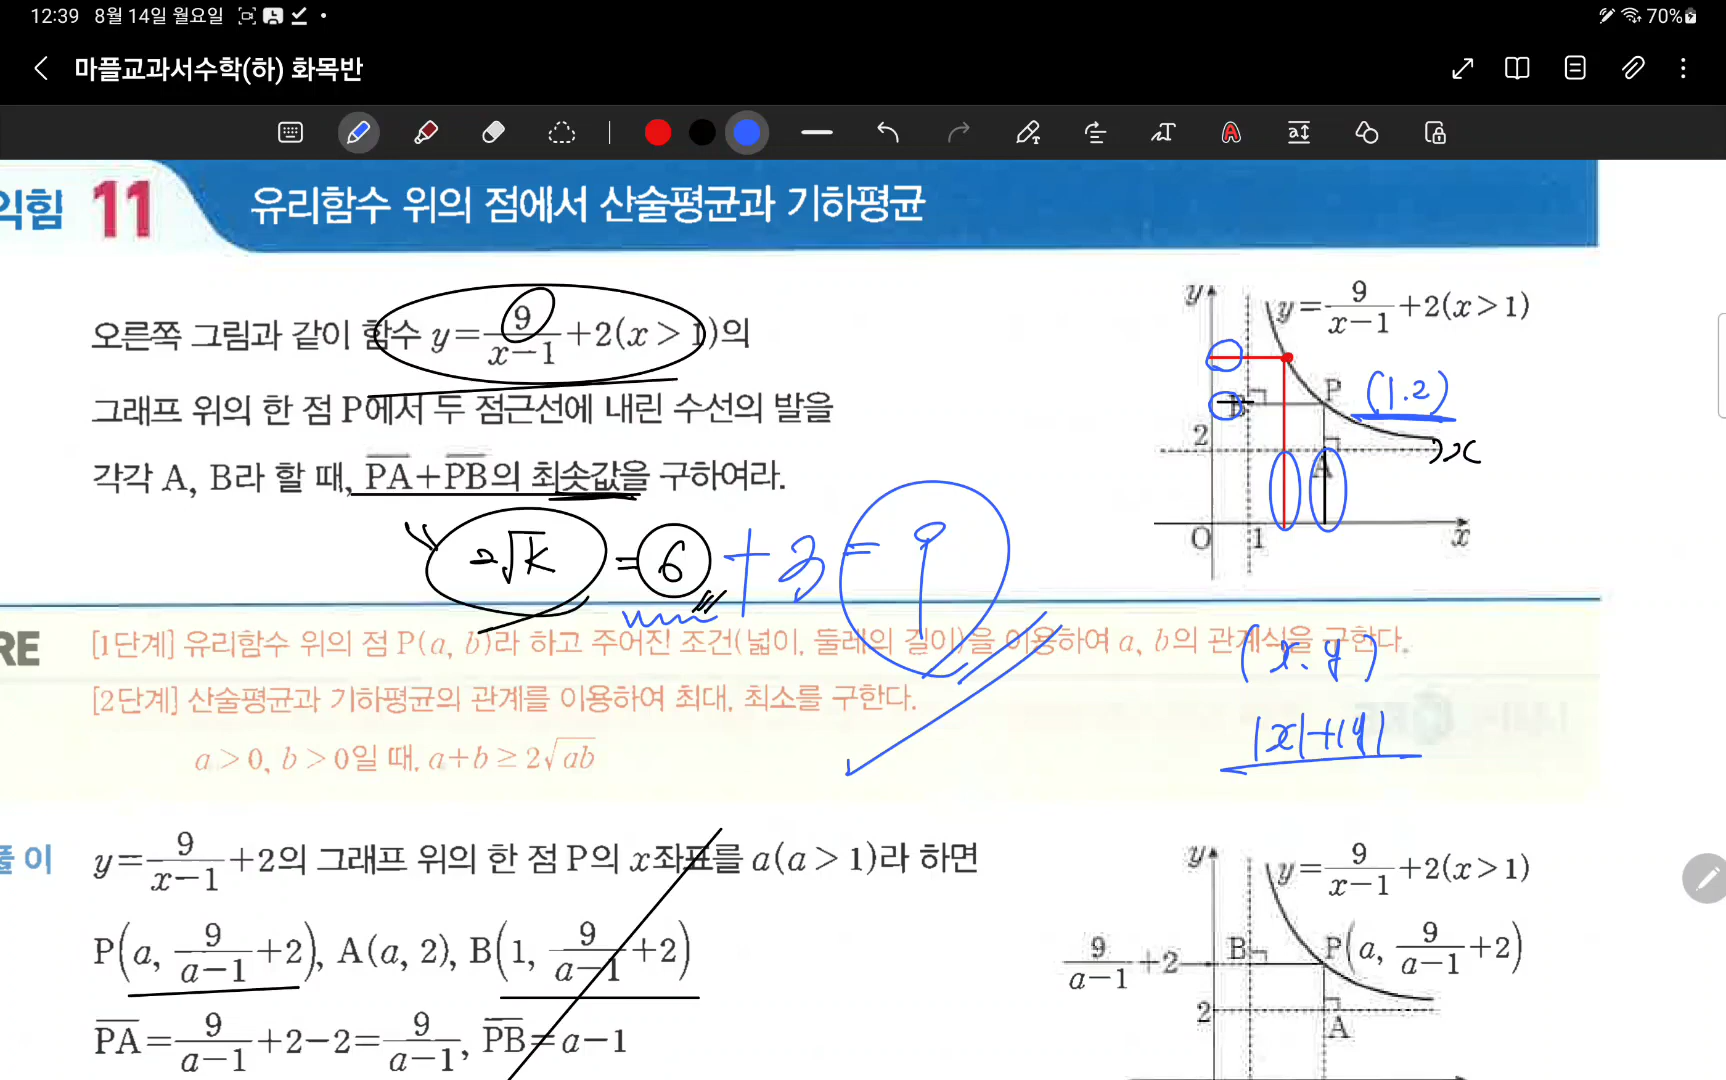 12:39 8월 14일 월요일
70%
마플교과서수학(하) 화목반
익힘 11 유리함수 위의 점에서 산술평균과 기하평균
오른쪽 그림과 같이 함수 y=9/(x-1)+2(x>1)의
그래프 위의 한 점 P에서 두 점근선에 내린 수선의 발을
각각 A, B라 할 때, PA+PB의 최솟값을 구하여라.
2√k =6 +3= 9
y
y=9/(x-1)+2(x>1)
P (1.2)
B
2
x
A
O 1 x
RE [1단계] 유리함수 위의 점 P(a, b)라 하고 주어진 조건(넓이, 둘레의 길이)을 이용하여 a, b의 관계식을 구한다.
(x. y)
[2단계] 산술평균과 기하평균의 관계를 이용하여 최대, 최소를 구한다.
a>0, b>0일 때, a+b≥2√ab
|x|+|y|
풀이 y=9/(x-1)+2의 그래프 위의 한 점 P의 x좌표를 a(a>1)라 하면
P(a, 9/(a-1)+2), A(a, 2), B(1, 9/(a-1)+2)
PA=9/(a-1)+2-2=9/(a-1), PB=a-1
y
y=9/(x-1)+2(x>1)
9/(a-1)+2
B
P(a, 9/(a-1)+2)
2
A